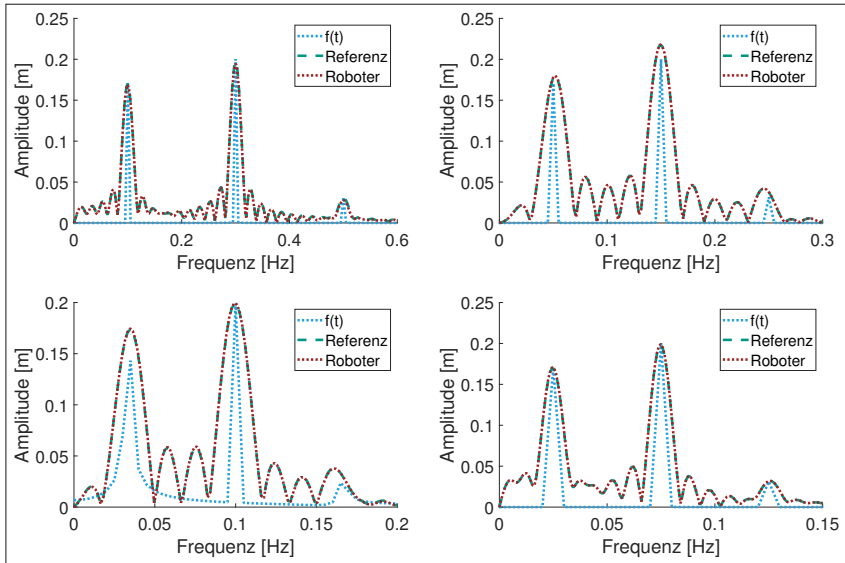 0.25
0.2
0.15
0.1
0.05
0
Amplitude [m]
0
0.2
0.4
0.6
Frequenz [Hz]
f(t)
Referenz
Roboter
0.25
0.2
0.15
0.1
0.05
0
Amplitude [m]
0
0.1
0.2
0.3
Frequenz [Hz]
f(t)
Referenz
Roboter
0.2
0.15
0.1
0.05
0
Amplitude [m]
0
0.05
0.1
0.15
0.2
Frequenz [Hz]
f(t)
Referenz
Roboter
0.25
0.2
0.15
0.1
0.05
0
Amplitude [m]
0
0.05
0.1
0.15
Frequenz [Hz]
f(t)
Referenz
Roboter